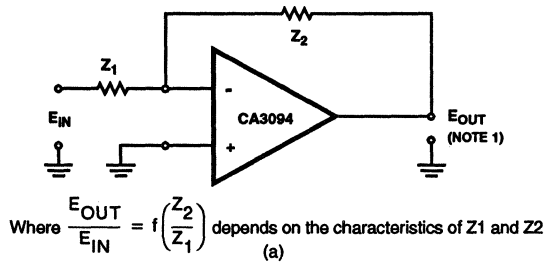 Z2
Z1
-
CA3094
+
EIN
EOUT
(NOTE 1)
Where EOUT/EIN = f(Z2/Z1) depends on the characteristics of Z1 and Z2
(a)